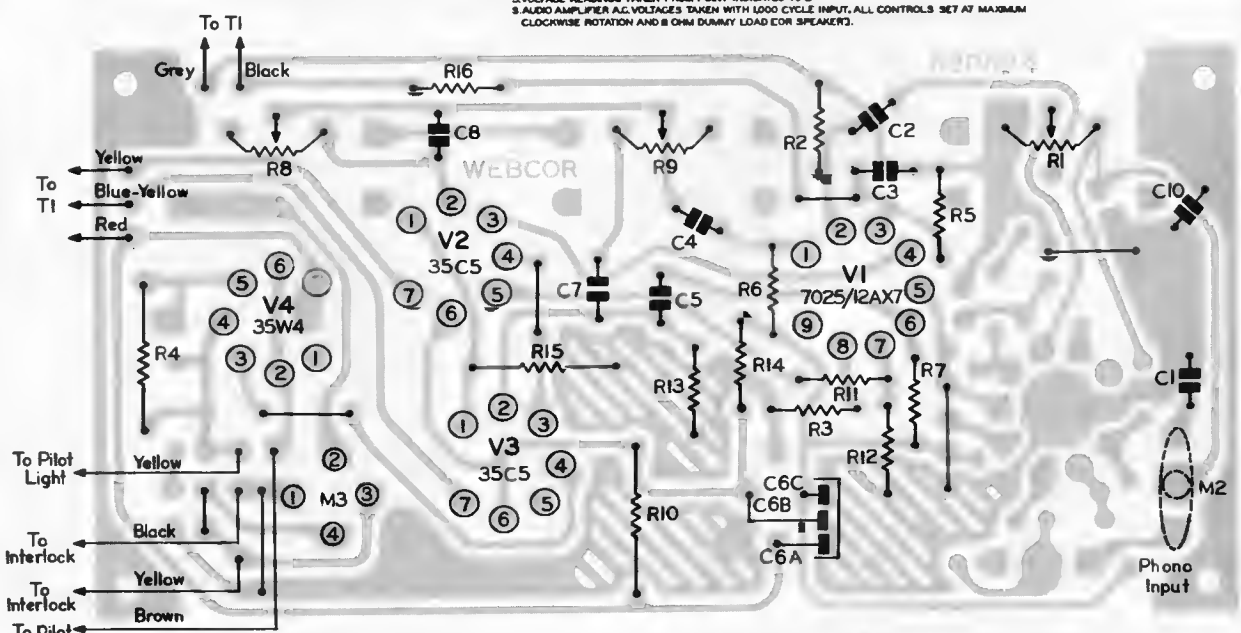 3. AUDIO AMPLIFIER A.C. VOLTAGES TAKEN WITH 1,000 CYCLE INPUT. ALL CONTROLS SET AT MAXIMUM
CLOCKWISE ROTATION AND 8 OHM DUMMY LOAD (OR SPEAKER).
To T1
Grey
Black
R16
C8
R8
WEBCOR
R9
R2
C2
C3
R5
R1
C10
Yellow
To T1
Blue-Yellow
Red
1
2
3
4
5
6
7
V2
35C5
C4
C7
C5
R6
1
2
3
4
5
6
7
8
9
V1
7025/12AX7
R4
6
5
4
3
2
1
V4
35W4
R15
R13
R14
R11
R3
R7
R12
C1
1
2
3
4
5
6
7
V3
35C5
To Pilot
Light
Yellow
1
2
3
4
M3
R10
C6C
C6B
C6A
M2
Phono
Input
Black
To
Interlock
Yellow
To
Interlock
Brown
To Pilot